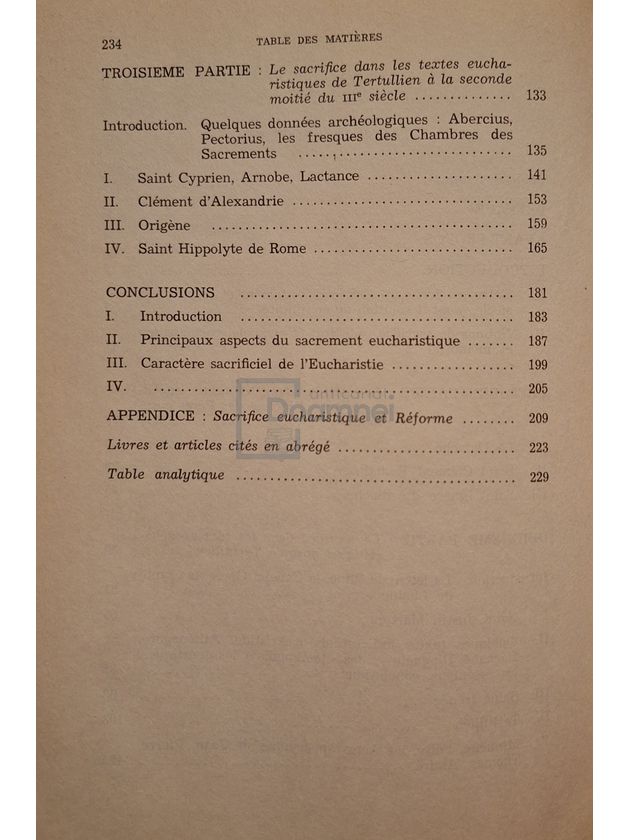 234
TABLE DES MATIÈRES
TROISIEME PARTIE : Le sacrifice dans les textes eucha-
ristiques de Tertullien à la seconde
moitié du IIIe siècle .............. 133
Introduction. Quelques données archéologiques : Abercius,
Pectorius, les fresques des Chambres des
Sacrements ............................... 135
I. Saint Cyprien, Arnobe, Lactance ..................... 141
II. Clément d'Alexandrie ................................ 153
III. Origène ............................................ 159
IV. Saint Hippolyte de Rome ............................. 165
CONCLUSIONS ....................................... 181
I. Introduction ....................................... 183
II. Principaux aspects du sacrement eucharistique ....... 187
III. Caractère sacrificiel de l'Eucharistie .................. 199
IV. .................................................... 205
anticariat
Doamnei
APPENDICE : Sacrifice eucharistique et Réforme ........ 209
Livres et articles cités en abrégé .......................... 223
Table analytique ......................................... 229